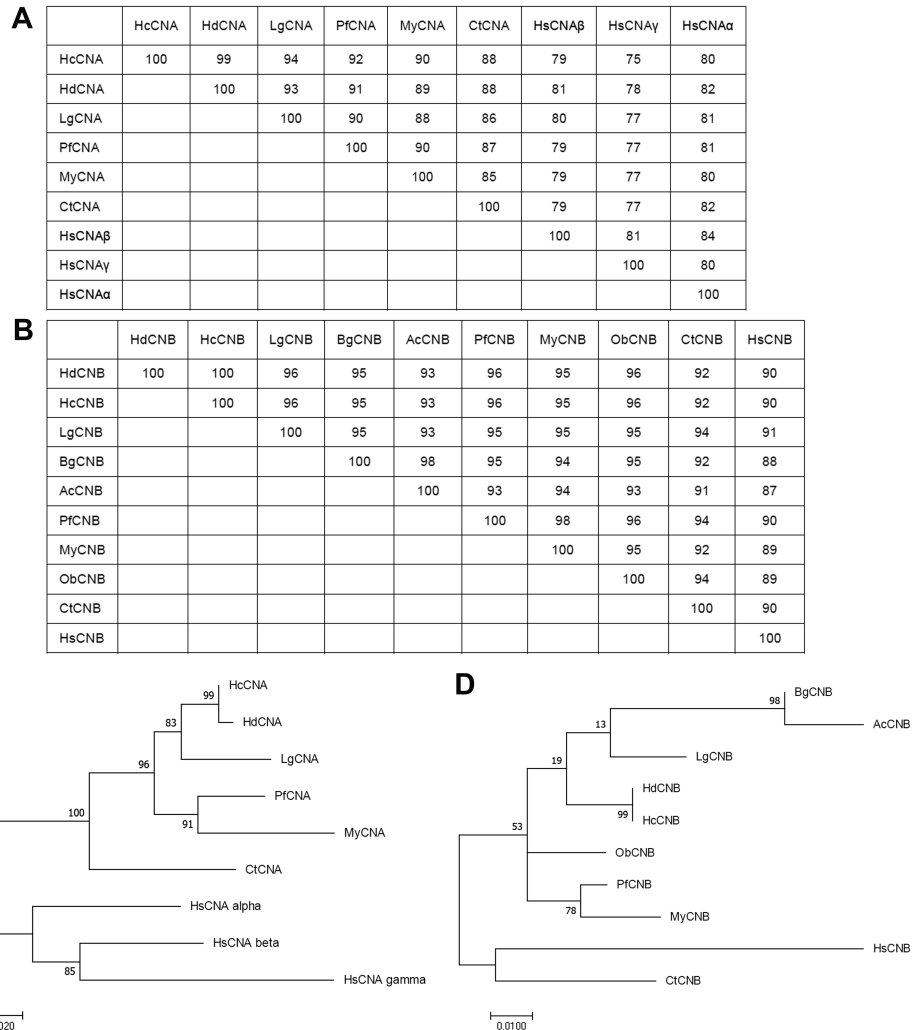 A
HcCNA HdCNA LgCNA PfCNA MyCNA CtCNA HsCNAβ HsCNAγ HsCNAα
HcCNA 100 99 94 92 90 88 79 75 80
HdCNA 100 93 91 89 88 81 78 82
LgCNA 100 90 88 86 80 77 81
PfCNA 100 90 87 79 77 81
MyCNA 100 85 79 77 80
CtCNA 100 79 77 82
HsCNAβ 100 81 84
HsCNAγ 100 80
HsCNAα 100
B
HdCNB HcCNB LgCNB BgCNB AcCNB PfCNB MyCNB ObCNB CtCNB HsCNB
HdCNB 100 100 96 95 93 96 95 96 92 90
HcCNB 100 96 95 93 96 95 96 92 90
LgCNB 100 95 93 95 95 95 94 91
BgCNB 100 98 95 94 95 92 88
AcCNB 100 93 94 93 91 87
PfCNB 100 98 96 94 90
MyCNB 100 95 92 89
ObCNB 100 94 89
CtCNB 100 90
HsCNB 100
99 HcCNA
83 HdCNA
96 LgCNA
100 PfCNA
91 MyCNA
CtCNA
HsCNA alpha
HsCNA beta
85 HsCNA gamma
020
D
98 BgCNB
13 AcCNB
19 LgCNB
HdCNB
99 HcCNB
53 ObCNB
PfCNB
78 MyCNB
HsCNB
CtCNB
0.0100